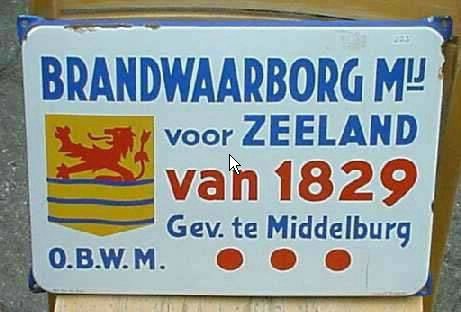 BRANDWAARBORG MIJ
voor ZEELAND
van 1829
Gev. te Middelburg
O.B.W.M.